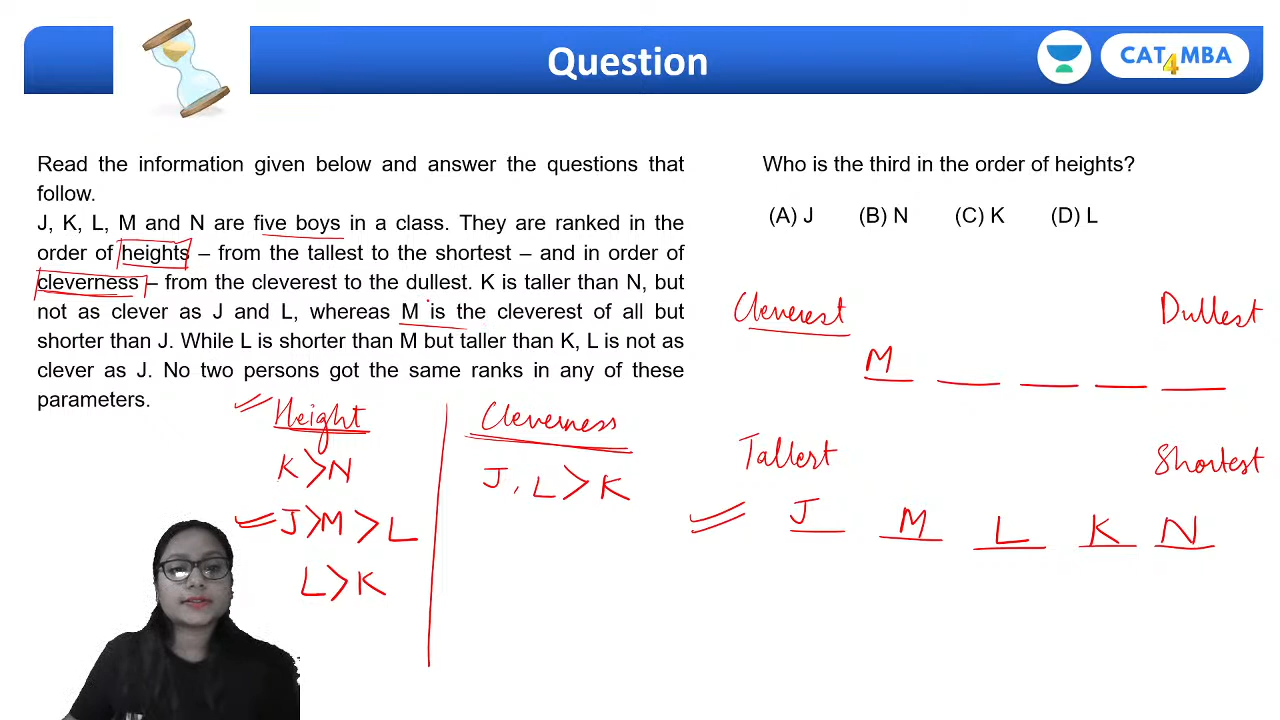 Question
CAT4MBA
Read the information given below and answer the questions that
follow.
J, K, L, M and N are five boys in a class. They are ranked in the
order of heights – from the tallest to the shortest – and in order of
cleverness – from the cleverest to the dullest. K is taller than N, but
not as clever as J and L, whereas M is the cleverest of all but
shorter than J. While L is shorter than M but taller than K, L is not as
clever as J. No two persons got the same ranks in any of these
parameters.
Height
K > N
J > M > L
L > K
Cleverness
J, L > K
Who is the third in the order of heights?
(A) J (B) N (C) K (D) L
Cleverest Dullest
M
Tallest Shortest
J M L K N